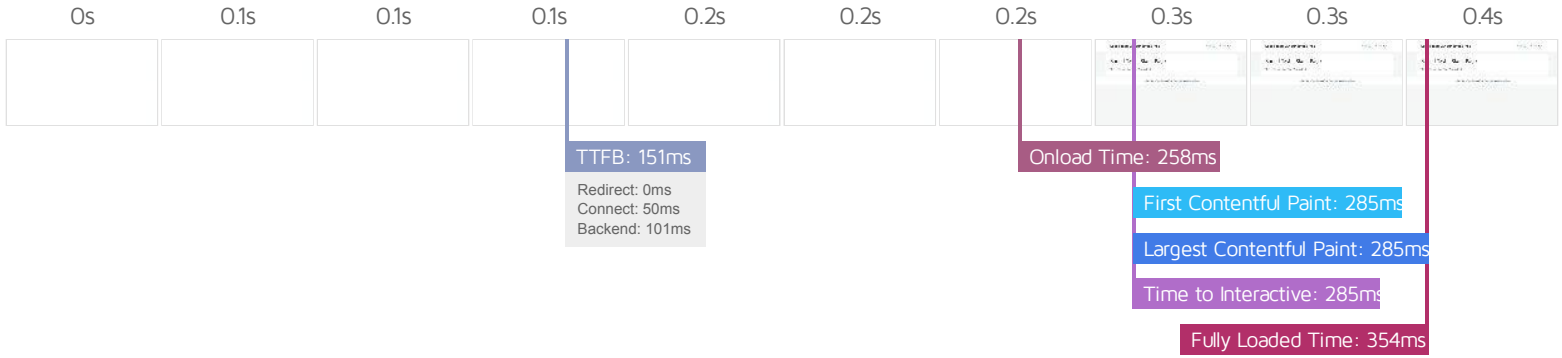 0s 0.1s 0.1s 0.1s 0.2s 0.2s 0.2s 0.3s 0.3s 0.4s
TTFB: 151ms
Redirect: 0ms
Connect: 50ms
Backend: 101ms
Onload Time: 258ms
First Contentful Paint: 285ms
Largest Contentful Paint: 285ms
Time to Interactive: 285ms
Fully Loaded Time: 354ms